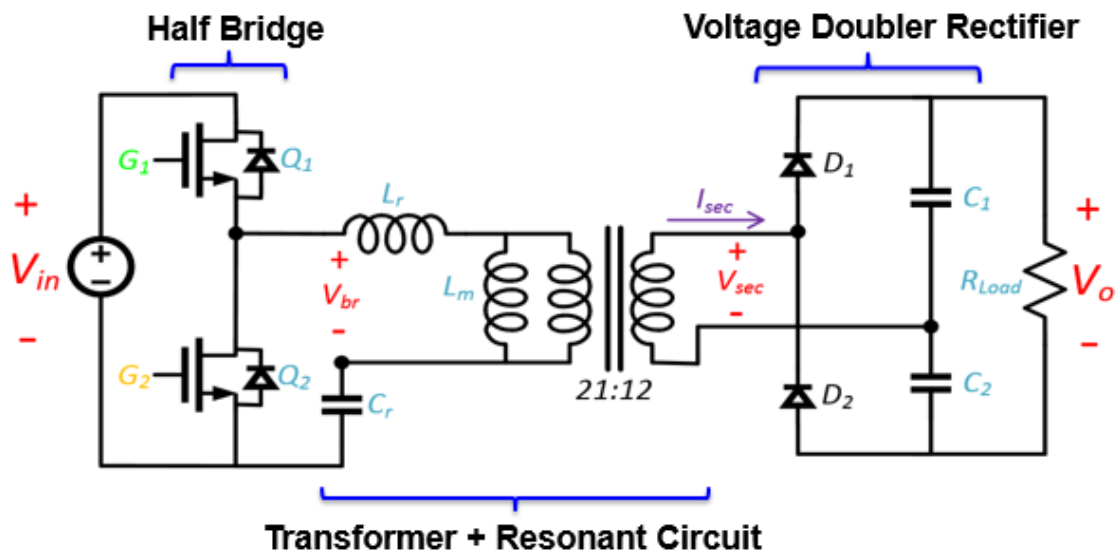 Half Bridge
Voltage Doubler Rectifier
G1
Q1
D1
Lr
Isec
C1
+
+
+
+
+
Vin
+
-
Lm
Vbr
Vsec
RLoad
Vo
-
-
-
-
G2
Q2
Cr
21:12
D2
C2
Transformer + Resonant Circuit